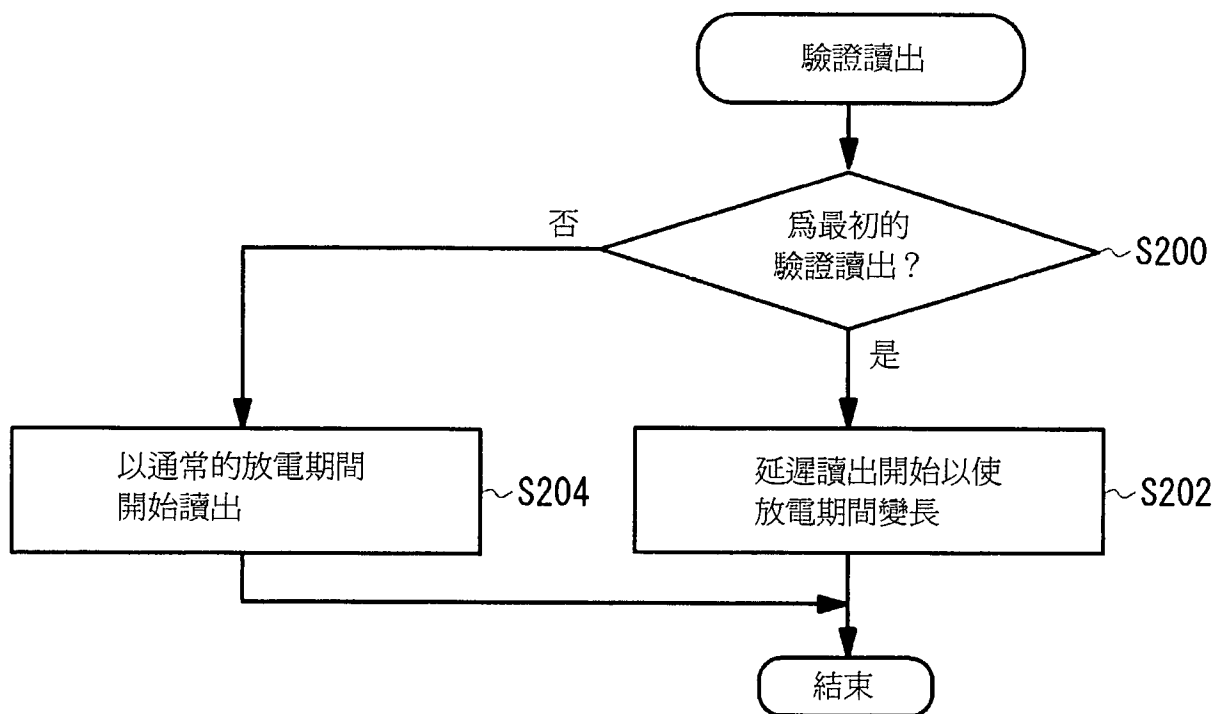 驗證讀出
否
為最初的
驗證讀出？
S200
是
以通常的放電期間
開始讀出
S204
延遲讀出開始以使
放電期間變長
S202
結束